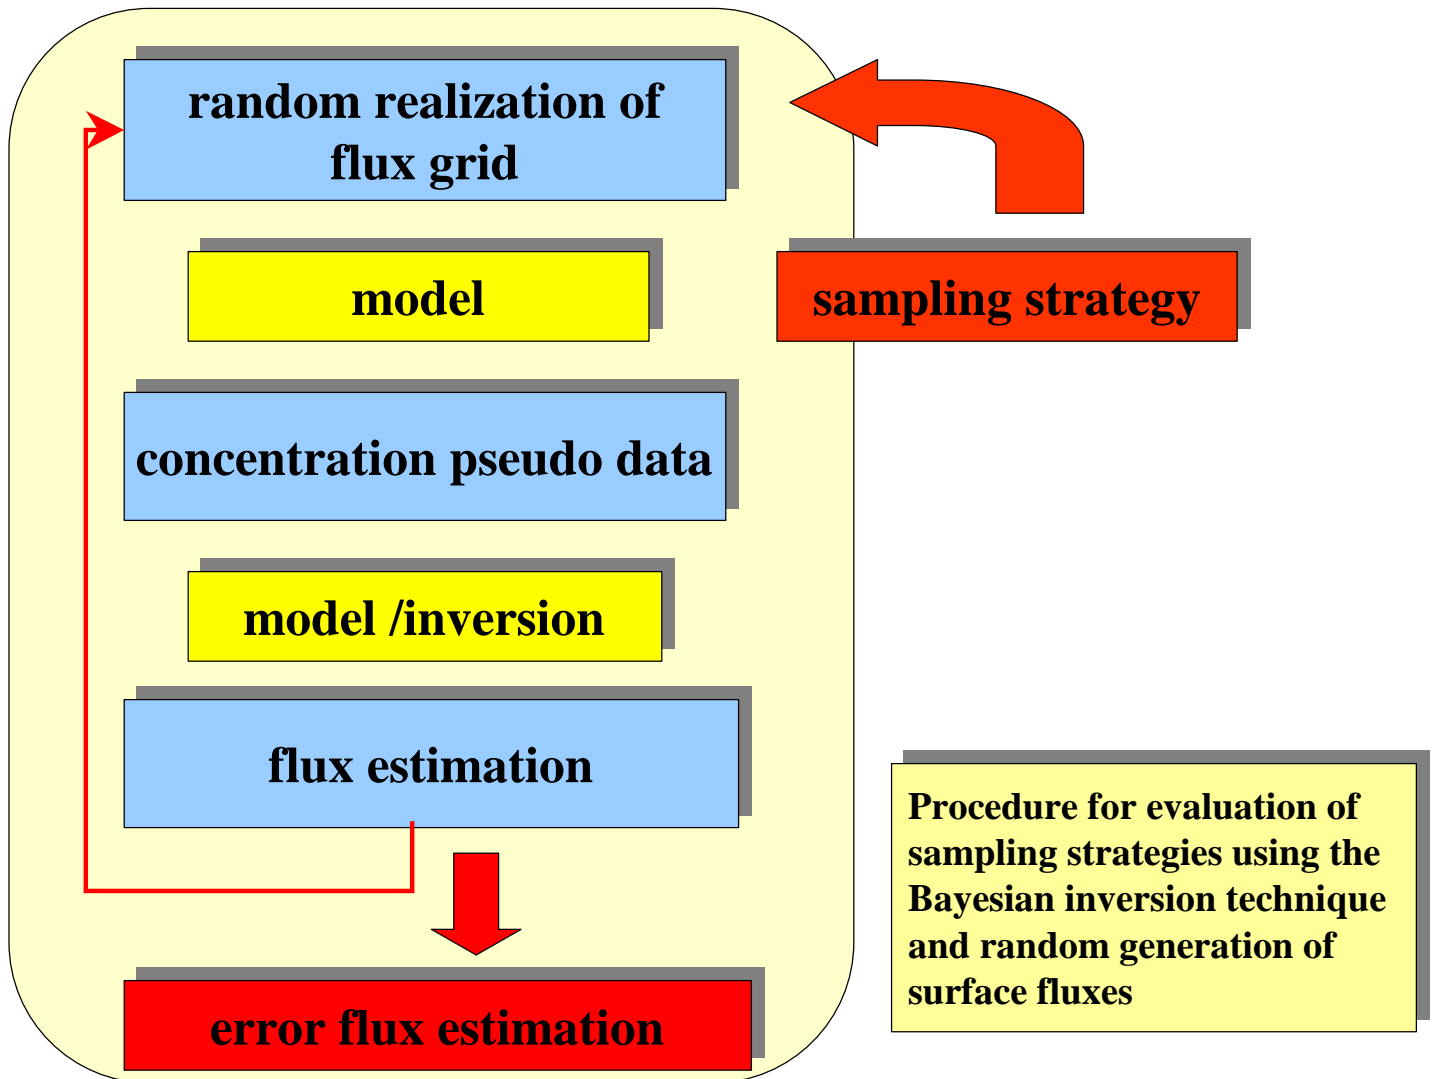 random realization of
flux grid
model
sampling strategy
concentration pseudo data
model /inversion
flux estimation
Procedure for evaluation of
sampling strategies using the
Bayesian inversion technique
and random generation of
surface fluxes
error flux estimation